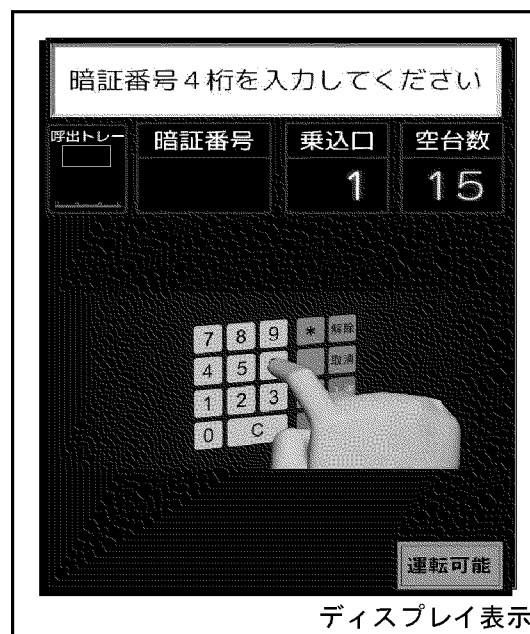 暗証番号4桁を入力してください
呼出トレー 暗証番号 乗込口 空台数
1 15
7 8 9 * 解除
4 5 取消
1 2 3
0 C
運転可能
ディスプレイ表示